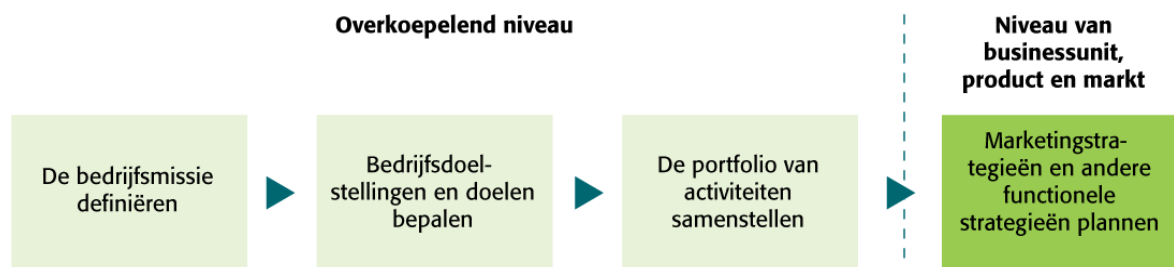 Overkoepelend niveau
Niveau van
businessunit,
product en markt
De bedrijfsmissie
definiëren
Bedrijfsdoel-
stellingen en doelen
bepalen
De portfolio van
activiteiten
samenstellen
Marketingstra-
tegieën en andere
functionele
strategieën plannen